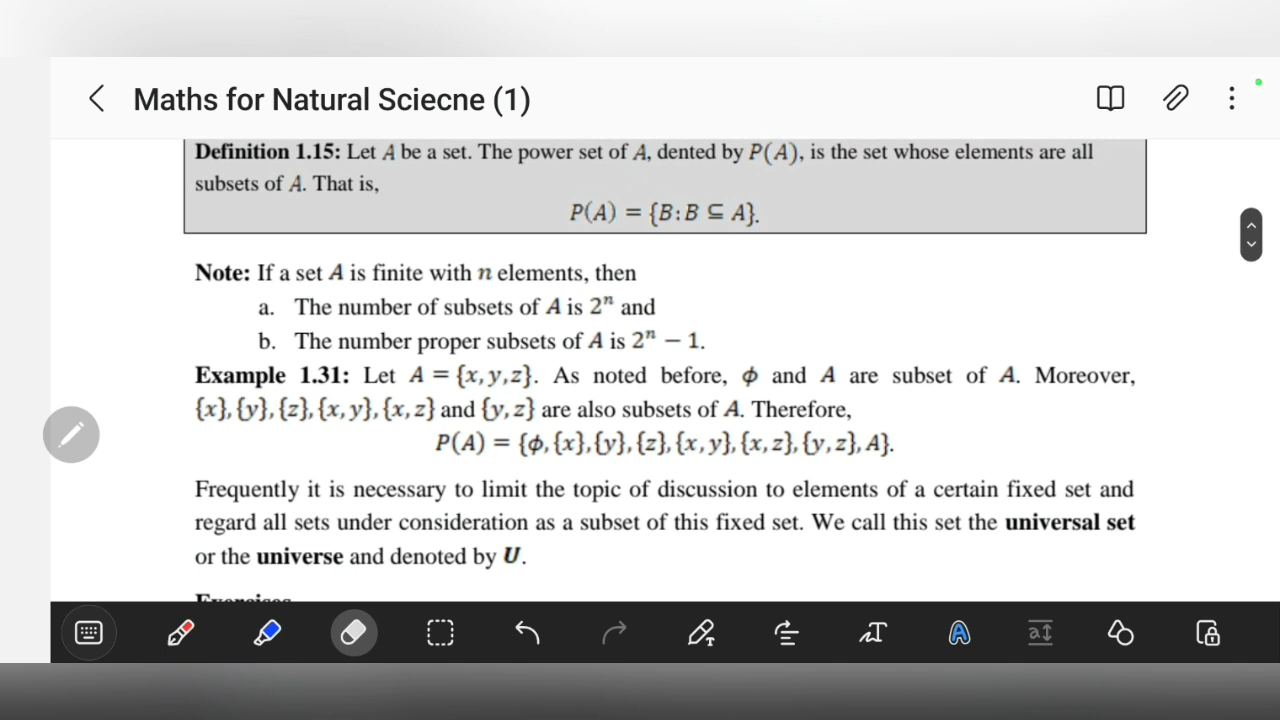 Maths for Natural Sciecne (1)
Definition 1.15: Let A be a set. The power set of A, dented by P(A), is the set whose elements are all
subsets of A. That is,
P(A) = {B: B ⊆ A}.
Note: If a set A is finite with n elements, then
a. The number of subsets of A is 2ⁿ and
b. The number proper subsets of A is 2ⁿ − 1.
Example 1.31: Let A = {x, y, z}. As noted before, ϕ and A are subset of A. Moreover,
{x}, {y}, {z}, {x, y}, {x, z} and {y, z} are also subsets of A. Therefore,
P(A) = {ϕ, {x}, {y}, {z}, {x, y}, {x, z}, {y, z}, A}.
Frequently it is necessary to limit the topic of discussion to elements of a certain fixed set and
regard all sets under consideration as a subset of this fixed set. We call this set the universal set
or the universe and denoted by U.